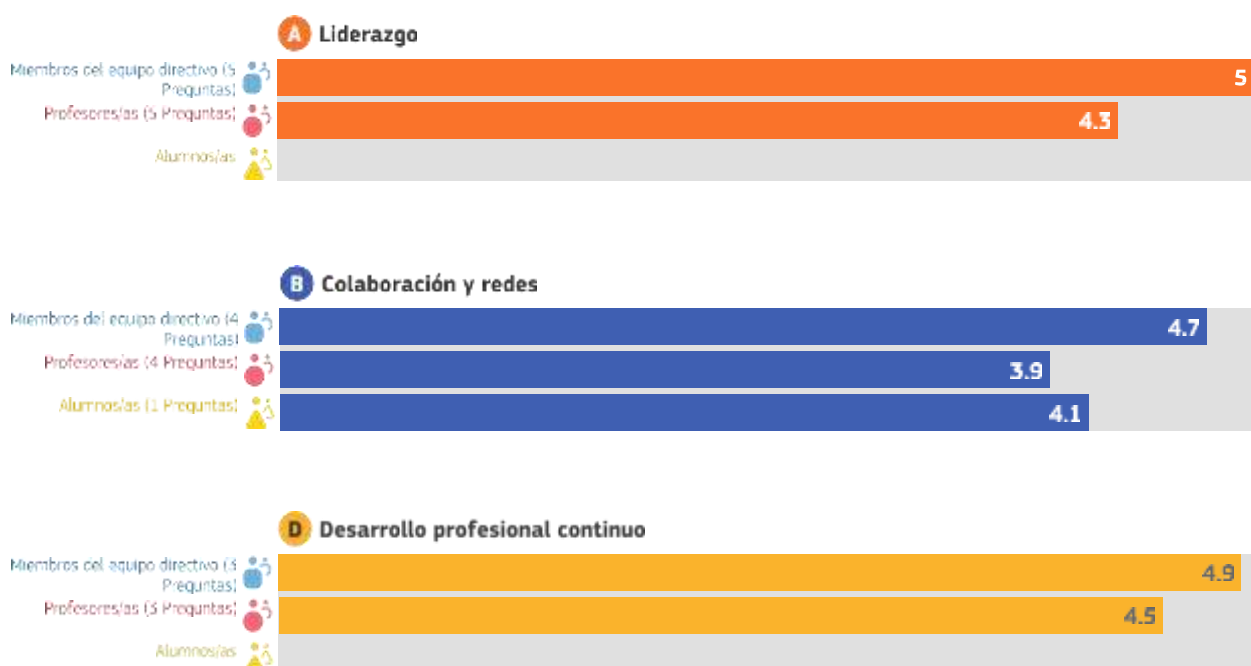 A Liderazgo
Miembros del equipo directivo (5
Preguntas)
5
Profesores/as (5 Preguntas)
4.3
Alumnos/as
B Colaboración y redes
Miembros del equipo directivo (4
Preguntas)
4.7
Profesores/as (4 Preguntas)
3.9
Alumnos/as (1 Preguntas)
4.1
D Desarrollo profesional continuo
Miembros del equipo directivo (3
Preguntas)
4.9
Profesores/as (3 Preguntas)
4.5
Alumnos/as